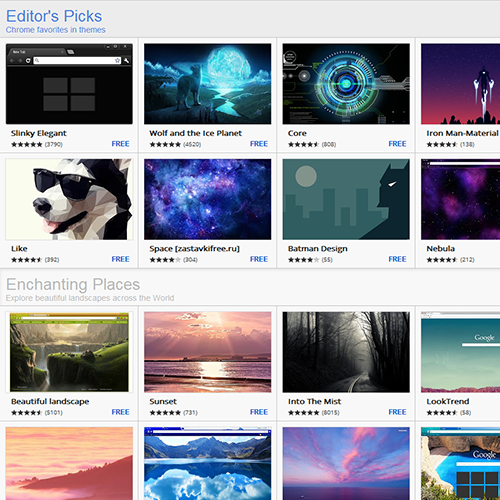 Editor's Picks
Chrome favorites in themes
Slinky Elegant
(3790) FREE
Wolf and the Ice Planet
(4520) FREE
Core
(808) FREE
Iron Man-Material
(138)
Like
(392) FREE
Space [zastavkifree.ru]
(304) FREE
Batman Design
(55) FREE
Nebula
(212)
Enchanting Places
Explore beautiful landscapes across the World
Google
Beautiful landscape
(5101) FREE
Sunset
(731) FREE
Into The Mist
(8015) FREE
LookTrend
(58)
Google